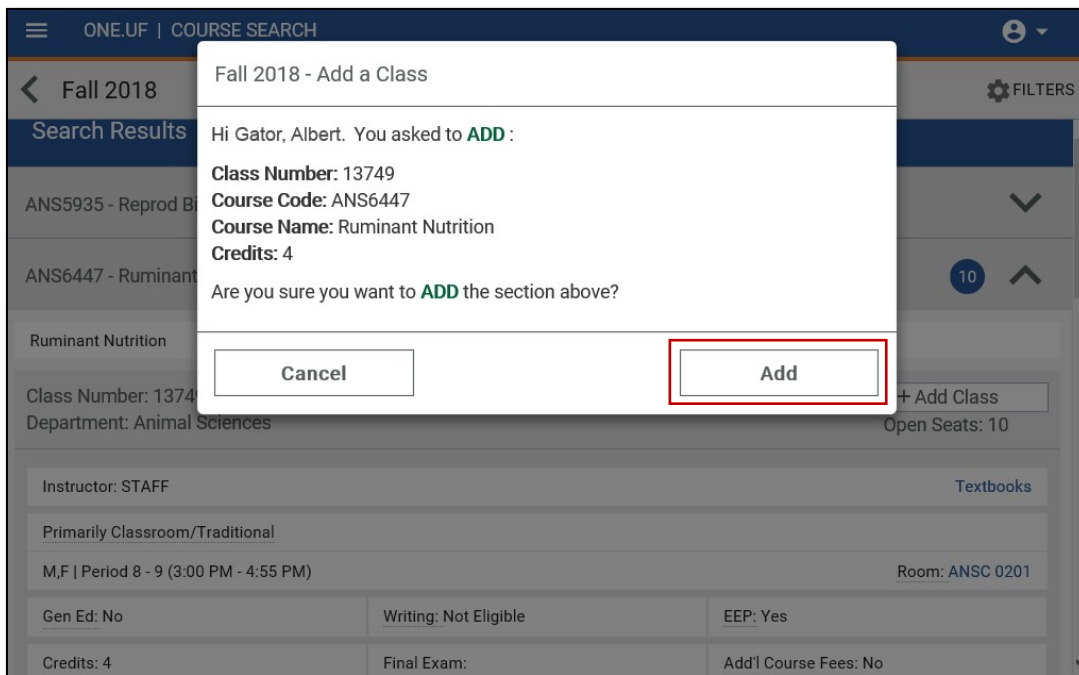 ONE.UF | COURSE SEARCH
Fall 2018
FILTERS
Search Results
ANS5935 - Reprod Bi
ANS6447 - Ruminant
10
Fall 2018 - Add a Class
Hi Gator, Albert. You asked to ADD :
Class Number: 13749
Course Code: ANS6447
Course Name: Ruminant Nutrition
Credits: 4
Are you sure you want to ADD the section above?
Cancel
Add
Ruminant Nutrition
Class Number: 1374
+ Add Class
Department: Animal Sciences
Open Seats: 10
Instructor: STAFF
Textbooks
Primarily Classroom/Traditional
M,F | Period 8 - 9 (3:00 PM - 4:55 PM)
Room: ANSC 0201
Gen Ed: No
Writing: Not Eligible
EEP: Yes
Credits: 4
Final Exam:
Add'l Course Fees: No